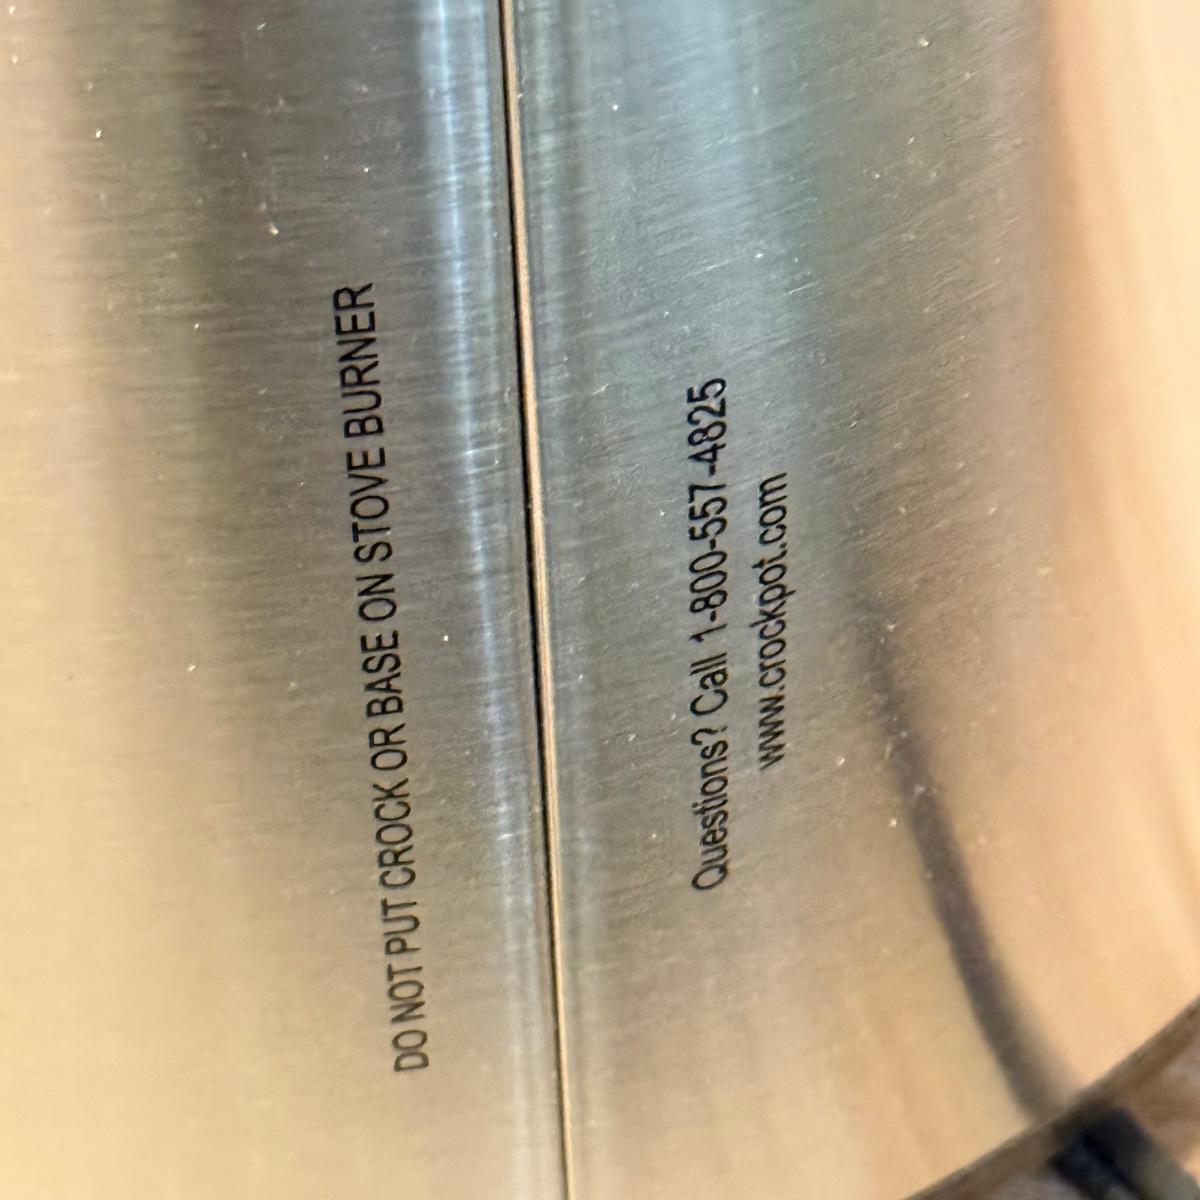 DO NOT PUT CROCK OR BASE ON STOVE BURNER
Questions? Call 1-800-557-4825
www.crockpot.com